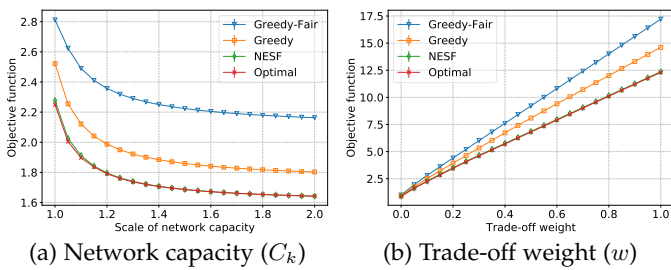 Greedy-Fair
Greedy
NESF
Optimal
Objective function
2.8
2.6
2.4
2.2
2.0
1.8
1.6
1.0 1.2 1.4 1.6 1.8 2.0
Scale of network capacity
(a) Network capacity (C_k)
Greedy-Fair
Greedy
NESF
Optimal
Objective function
17.5
15.0
12.5
10.0
7.5
5.0
2.5
0.0 0.2 0.4 0.6 0.8 1.0
Trade-off weight
(b) Trade-off weight (w)